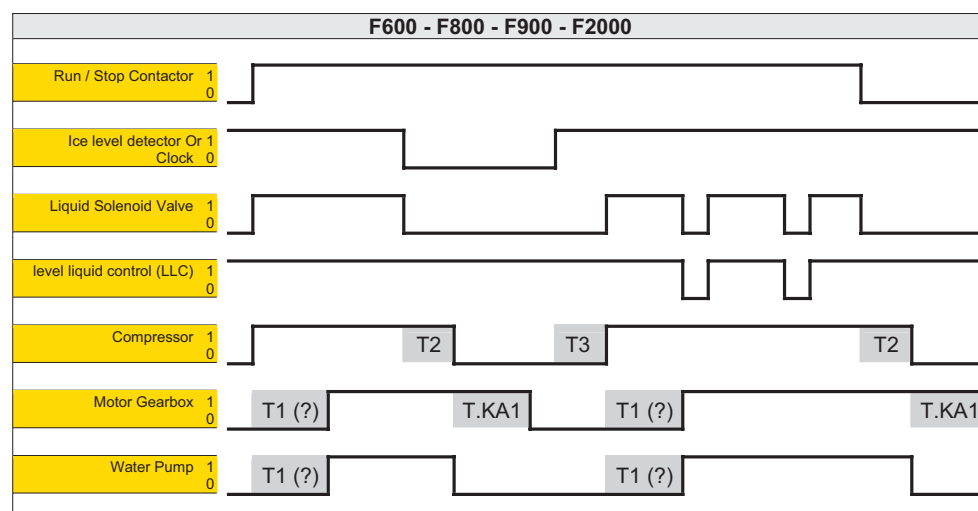 F600 - F800 - F900 - F2000
Run / Stop Contactor 1
0
Ice level detector Or 1
Clock 0
Liquid Solenoid Valve 1
0
level liquid control (LLC) 1
0
Compressor 1
0
T2 T3 T2
Motor Gearbox 1
0
T1 (?) T.KA1 T1 (?) T.KA1
Water Pump 1
0
T1 (?) T1 (?)